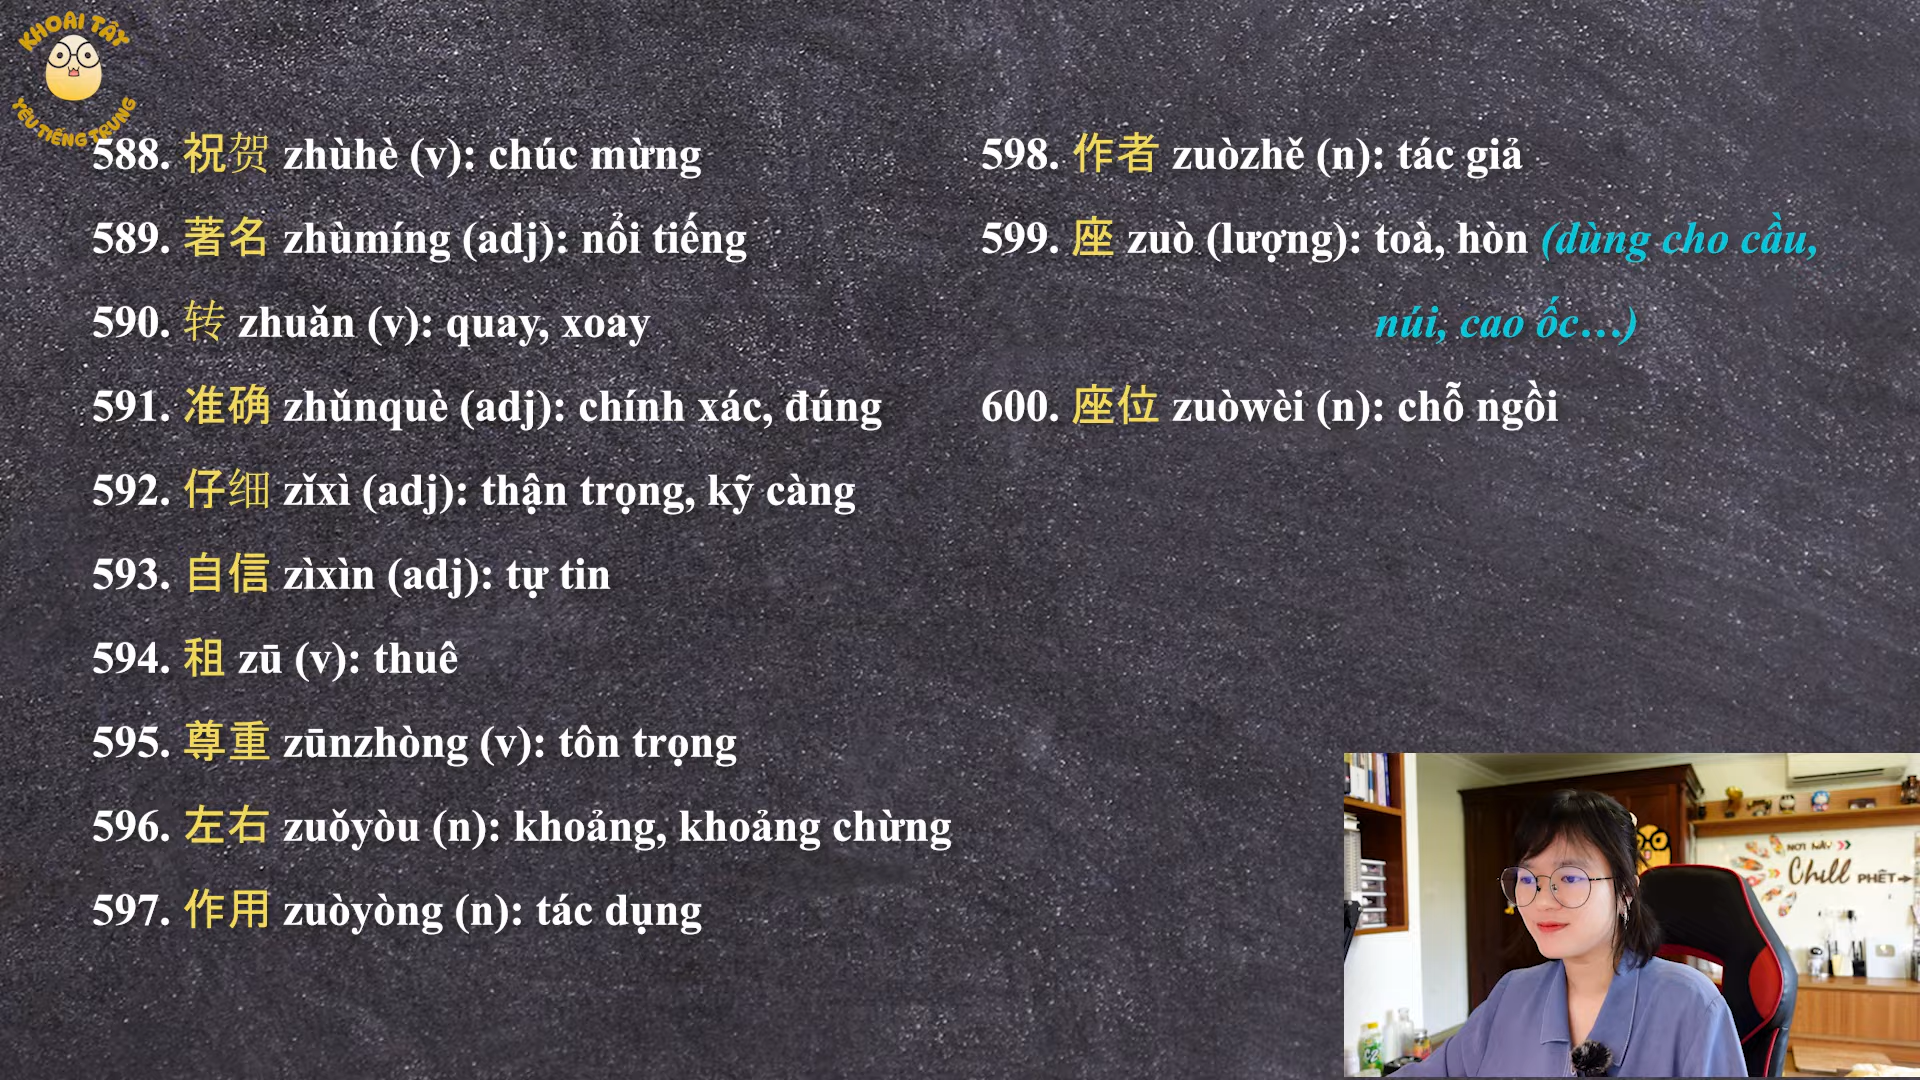 KHOAI TÂY
YÊU TIẾNG TRUNG
588. 祝贺 zhùhè (v): chúc mừng
589. 著名 zhùmíng (adj): nổi tiếng
590. 转 zhuǎn (v): quay, xoay
591. 准确 zhǔnquè (adj): chính xác, đúng
592. 仔细 zǐxì (adj): thận trọng, kỹ càng
593. 自信 zìxìn (adj): tự tin
594. 租 zū (v): thuê
595. 尊重 zūnzhòng (v): tôn trọng
596. 左右 zuǒyòu (n): khoảng, khoảng chừng
597. 作用 zuòyòng (n): tác dụng
598. 作者 zuòzhě (n): tác giả
599. 座 zuò (lượng): toà, hòn (dùng cho cầu,
núi, cao ốc…)
600. 座位 zuòwèi (n): chỗ ngồi
NƠI NÀY
Chill PHẾT
C2